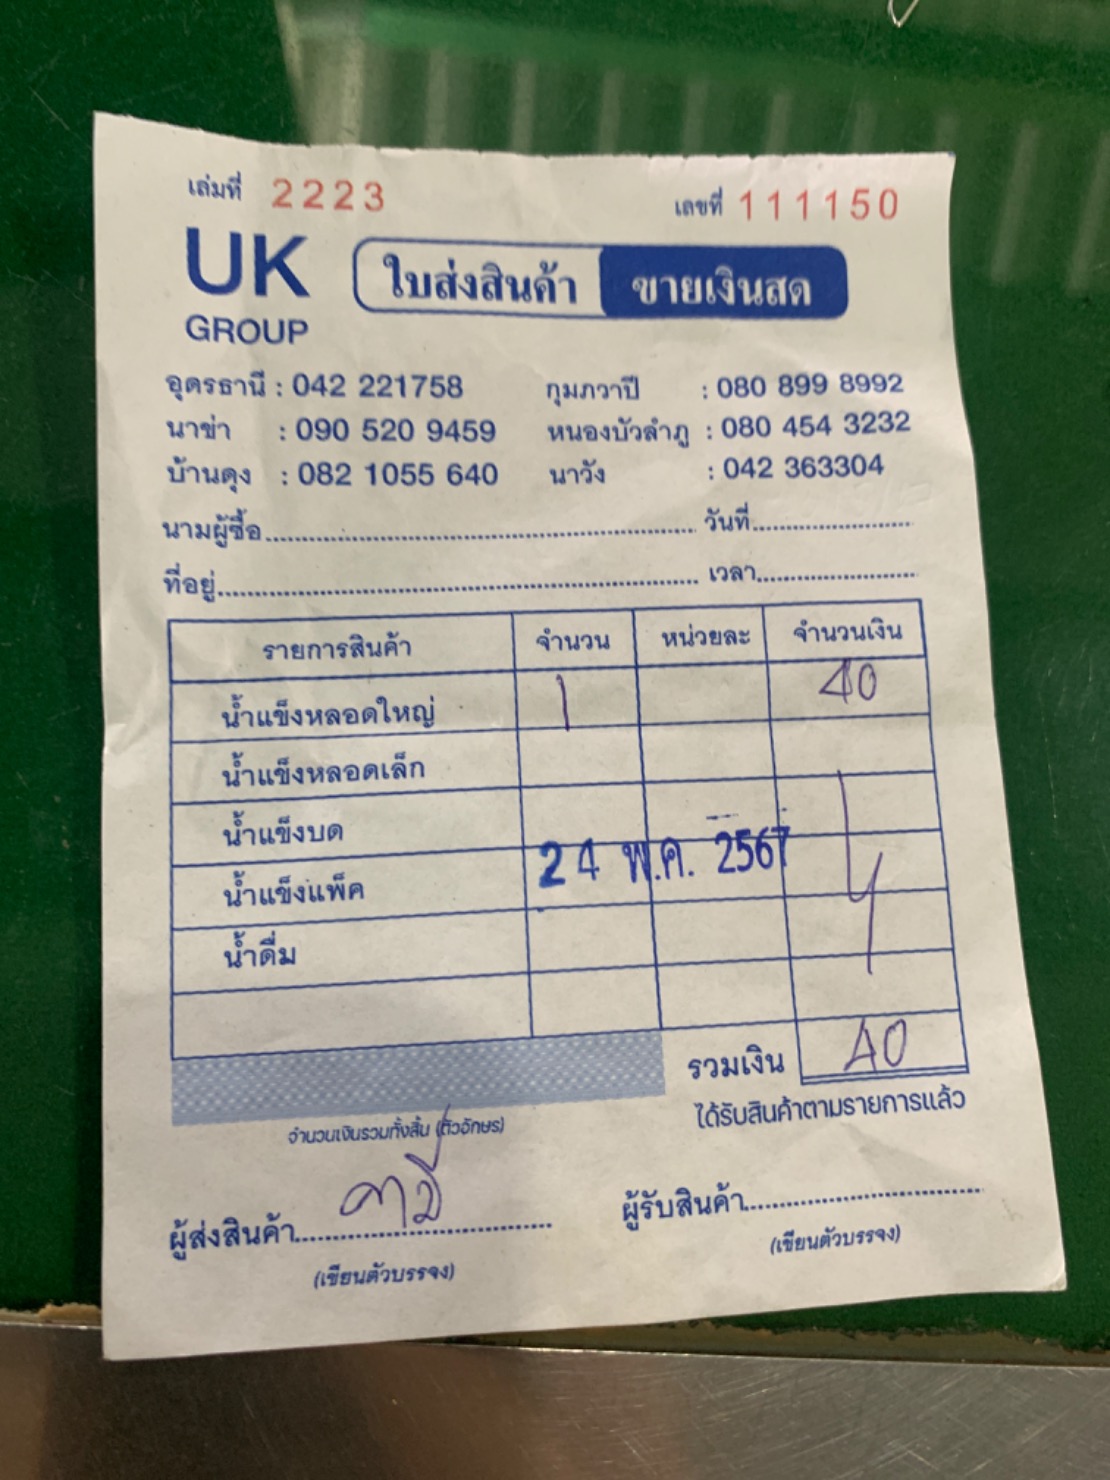 เล่มที่ 2223 เลขที่ 111150
UK GROUP
ใบส่งสินค้า ขายเงินสด
อุดรธานี : 042 221758 กุมภวาปี : 080 899 8992
นาข่า : 090 520 9459 หนองบัวลำภู : 080 454 3232
บ้านดุง : 082 1055 640 นาวัง : 042 363304
นามผู้ซื้อ วันที่
ที่อยู่ เวลา
รายการสินค้า จำนวน หน่วยละ จำนวนเงิน
น้ำแข็งหลอดใหญ่ 1 40
น้ำแข็งหลอดเล็ก
น้ำแข็งบด
24 พ.ค. 2567
น้ำแข็งแพ็ค
น้ำดื่ม
รวมเงิน 40
จำนวนเงินรวมทั้งสิ้น (ตัวอักษร) ได้รับสินค้าตามรายการแล้ว
ผู้ส่งสินค้า ผู้รับสินค้า
(เขียนตัวบรรจง) (เขียนตัวบรรจง)